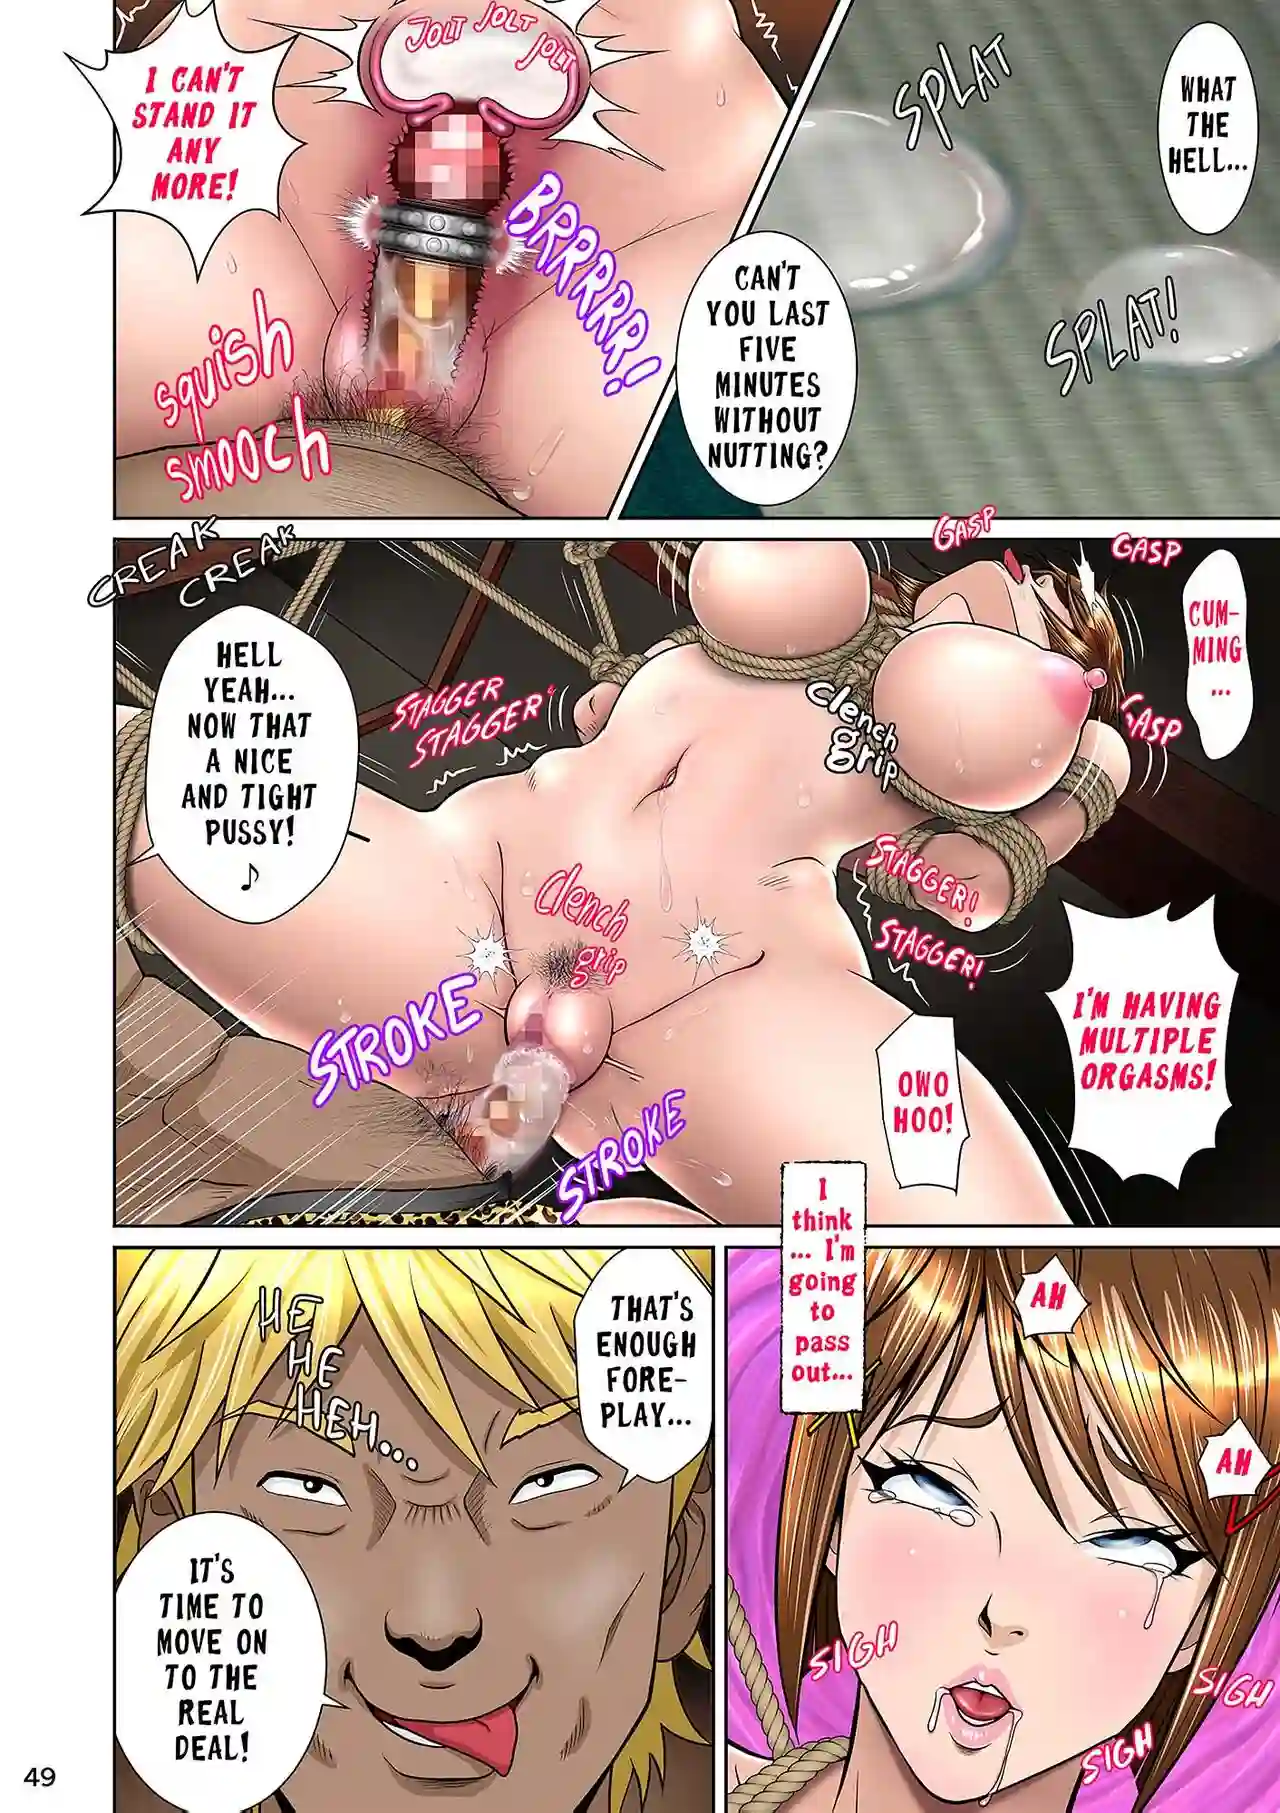 WHAT
THE
HELL...
SPLAT
SPLAT!
CAN'T
YOU LAST
FIVE
MINUTES
WITHOUT
NUTTING?
JOLT JOLT
JOLT
I CAN'T
STAND IT
ANY
MORE!
BRRRRRR!
squish
smooch
CREAK
CREAK
HELL
YEAH...
NOW THAT
A NICE
AND TIGHT
PUSSY!
♪
STAGGER
STAGGER
GASP
GASP
CUM-
MING
...
GASP
clench
grip
STAGGER!
STAGGER!
clench
grip
STROKE
STROKE
OWO
HOO!
I'M HAVING
MULTIPLE
ORGASMS!
I
think
... I'm
going
to
pass
out...
AH
AH
SIGH
SIGH
SIGH
HE
HE
HEH...
THAT'S
ENOUGH
FORE-
PLAY...
IT'S
TIME TO
MOVE ON
TO THE
REAL
DEAL!
49